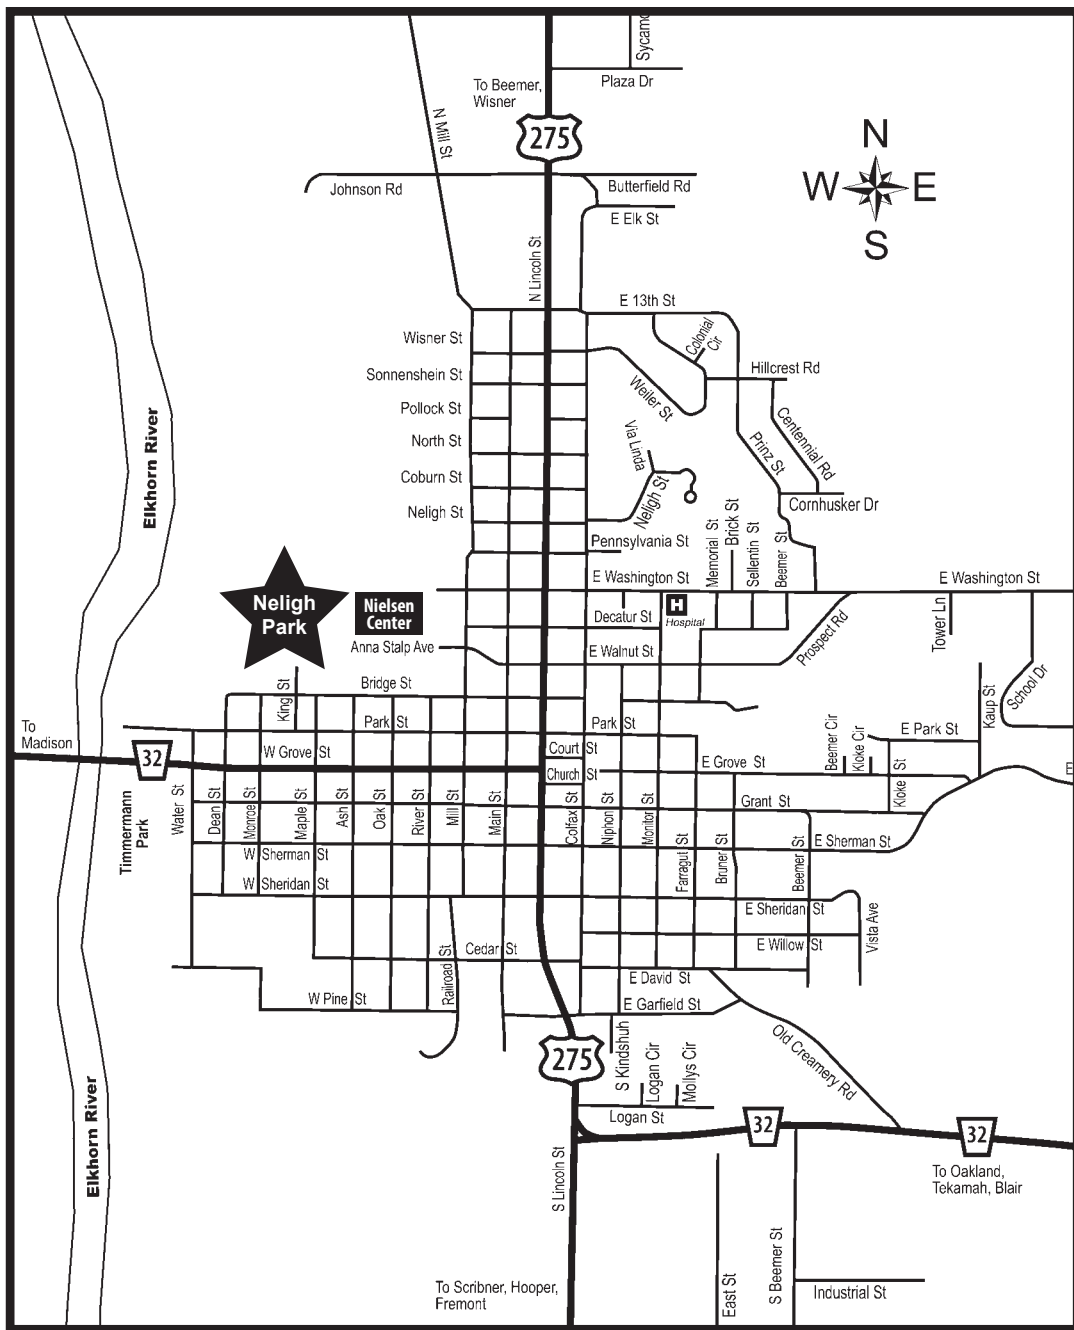 Sycamo
Plaza Dr
To Beemer,
Wisner
275
N Mill St
N
W
E
S
Johnson Rd
Butterfield Rd
E Elk St
N Lincoln St
E 13th St
Wisner St
Colonial
Cir
Sonnenshein St
Hillcrest Rd
Weiler St
Pollock St
Centennial Rd
North St
Via Linda
Prinz St
Elkhorn River
Coburn St
Neligh St
Neligh St
Cornhusker Dr
Pennsylvania St
Memorial St
Brick St
Sellentin St
Beemer St
E Washington St
E Washington St
Neligh
Park
Nielsen
Center
H
Hospital
Decatur St
Tower Ln
Prospect Rd
Anna Stalp Ave
E Walnut St
King St
Bridge St
Kaup St
School Dr
Park St
Park St
To
Madison
32
W Grove St
Court St
Church St
E Grove St
Beemer Cir
Kloke Cir
E Park St
E
Kloke St
Timmermann
Park
Water St
Dean St
Monroe St
Maple St
Ash St
Oak St
River St
Mill St
Main St
Colfax St
Niphon St
Monitor St
Grant St
Farragut St
Bruner St
Beemer St
E Sherman St
W Sherman St
W Sheridan St
E Sheridan St
Vista Ave
Railroad St
Cedar St
E Willow St
E David St
W Pine St
E Garfield St
275
S Kindshuh
Logan Cir
Mollys Cir
Old Creamery Rd
Logan St
32
32
Elkhorn River
S Lincoln St
To Oakland,
Tekamah, Blair
To Scribner, Hooper,
Fremont
East St
S Beemer St
Industrial St